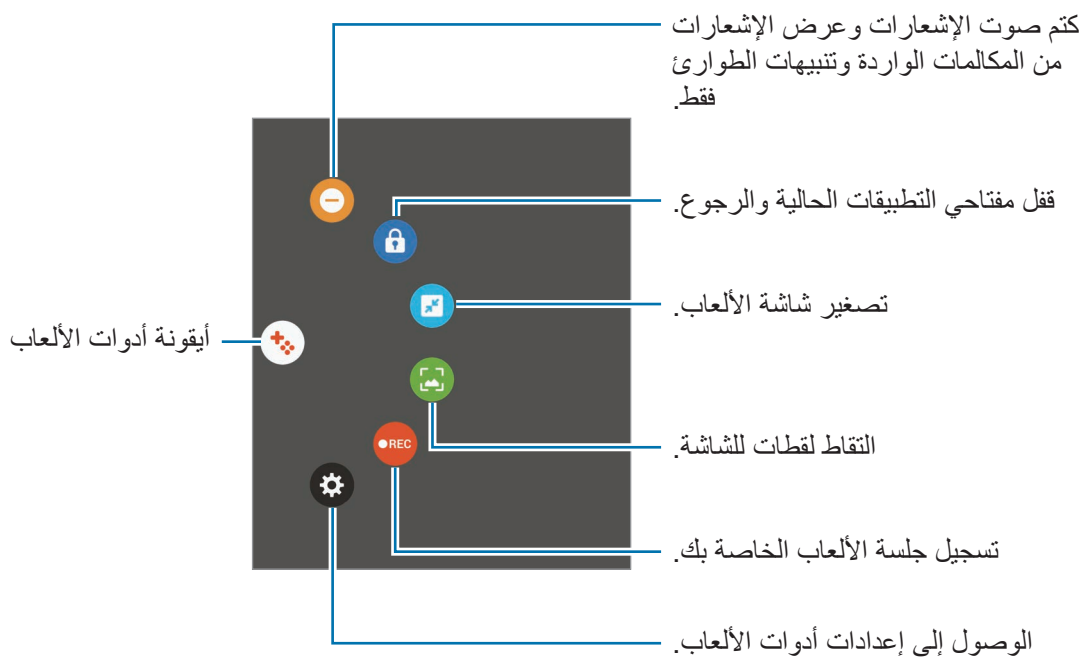 كتم صوت الإشعارات وعرض الإشعارات
من المكالمات الواردة وتنبيهات الطوارئ
فقط.
قفل مفتاحي التطبيقات الحالية والرجوع.
تصغير شاشة الألعاب.
أيقونة أدوات الألعاب
التقاط لقطات للشاشة.
REC
تسجيل جلسة الألعاب الخاصة بك.
الوصول إلى إعدادات أدوات الألعاب.